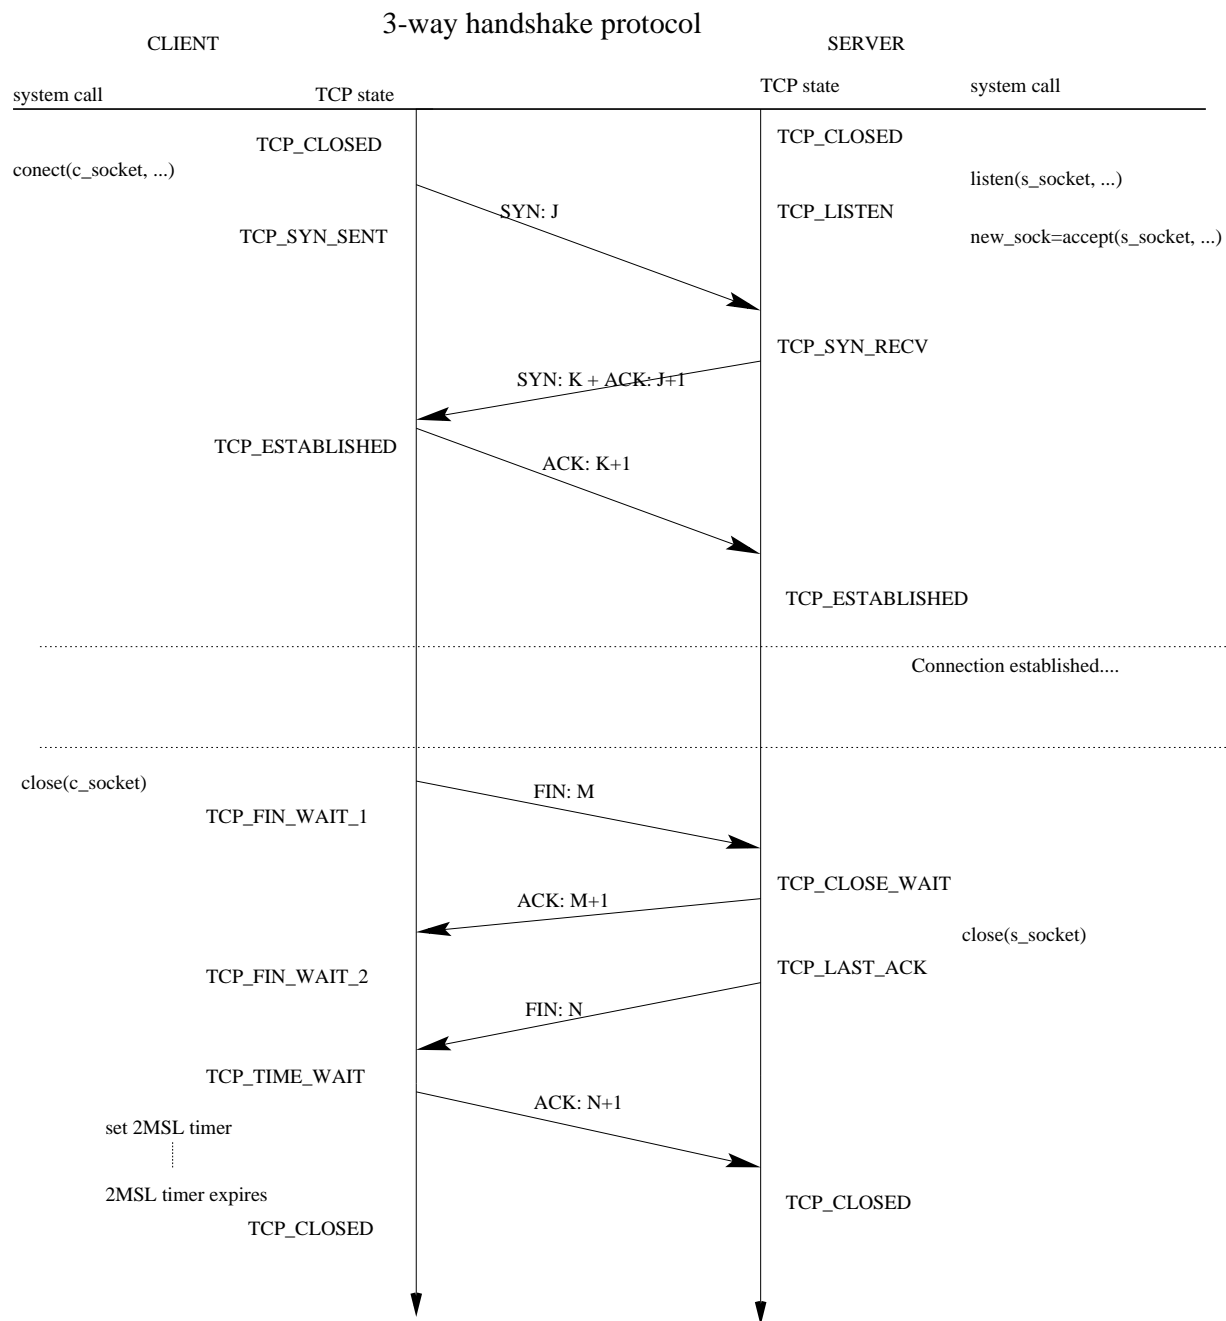 3-way handshake protocol
CLIENT
SERVER
system call
TCP state
TCP state
system call
TCP_CLOSED
TCP_CLOSED
conect(c_socket, ...)
listen(s_socket, ...)
SYN: J
TCP_LISTEN
TCP_SYN_SENT
new_sock=accept(s_socket, ...)
TCP_SYN_RECV
SYN: K + ACK: J+1
TCP_ESTABLISHED
ACK: K+1
TCP_ESTABLISHED
Connection established....
close(c_socket)
FIN: M
TCP_FIN_WAIT_1
TCP_CLOSE_WAIT
ACK: M+1
close(s_socket)
TCP_FIN_WAIT_2
TCP_LAST_ACK
FIN: N
TCP_TIME_WAIT
ACK: N+1
set 2MSL timer
2MSL timer expires
TCP_CLOSED
TCP_CLOSED